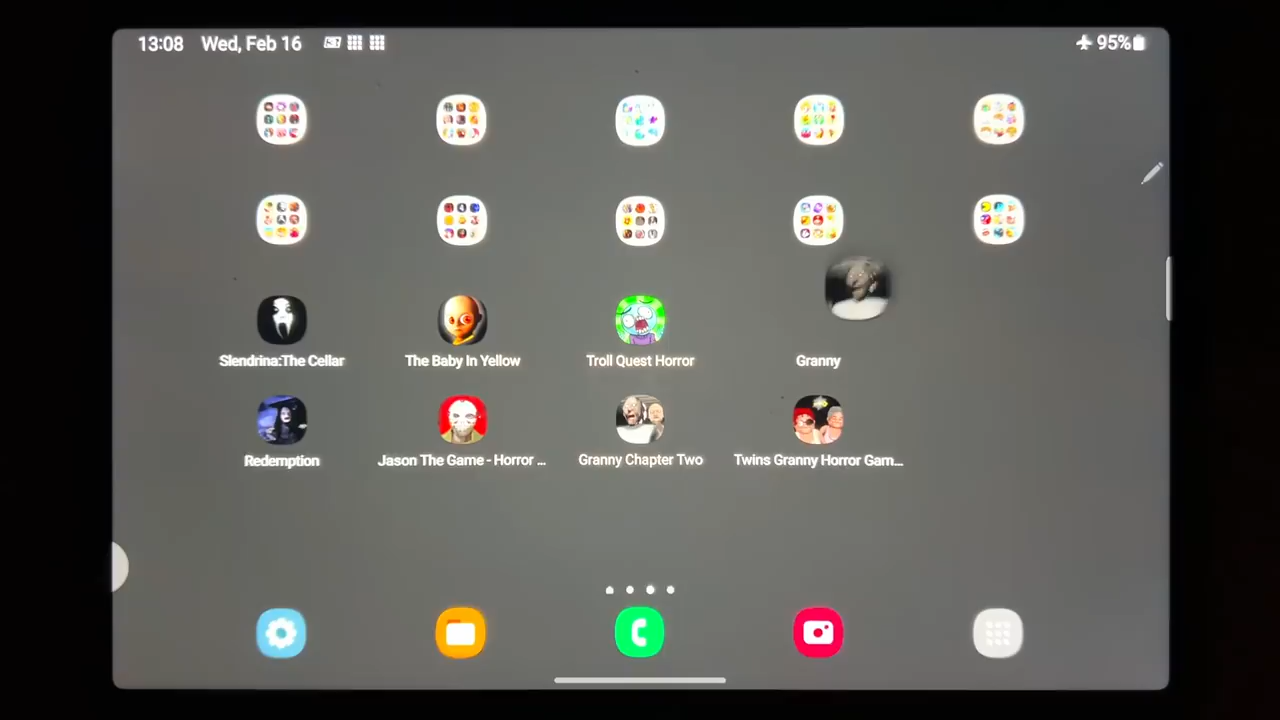 13:08 Wed, Feb 16 95%
Slendrina:The Cellar
The Baby In Yellow
Troll Quest Horror
Granny
Redemption
Jason The Game - Horror ...
Granny Chapter Two
Twins Granny Horror Gam...